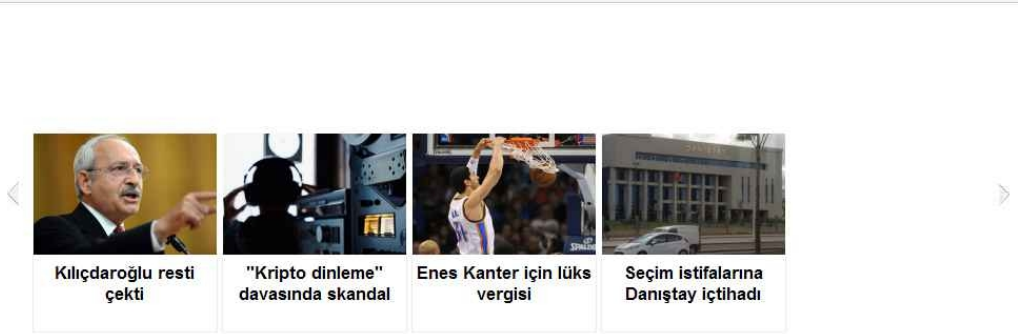 Kılıçdaroğlu resti
çekti
"Kripto dinleme"
davasında skandal
Enes Kanter için lüks
vergisi
Seçim istifalarına
Danıştay içtihadı